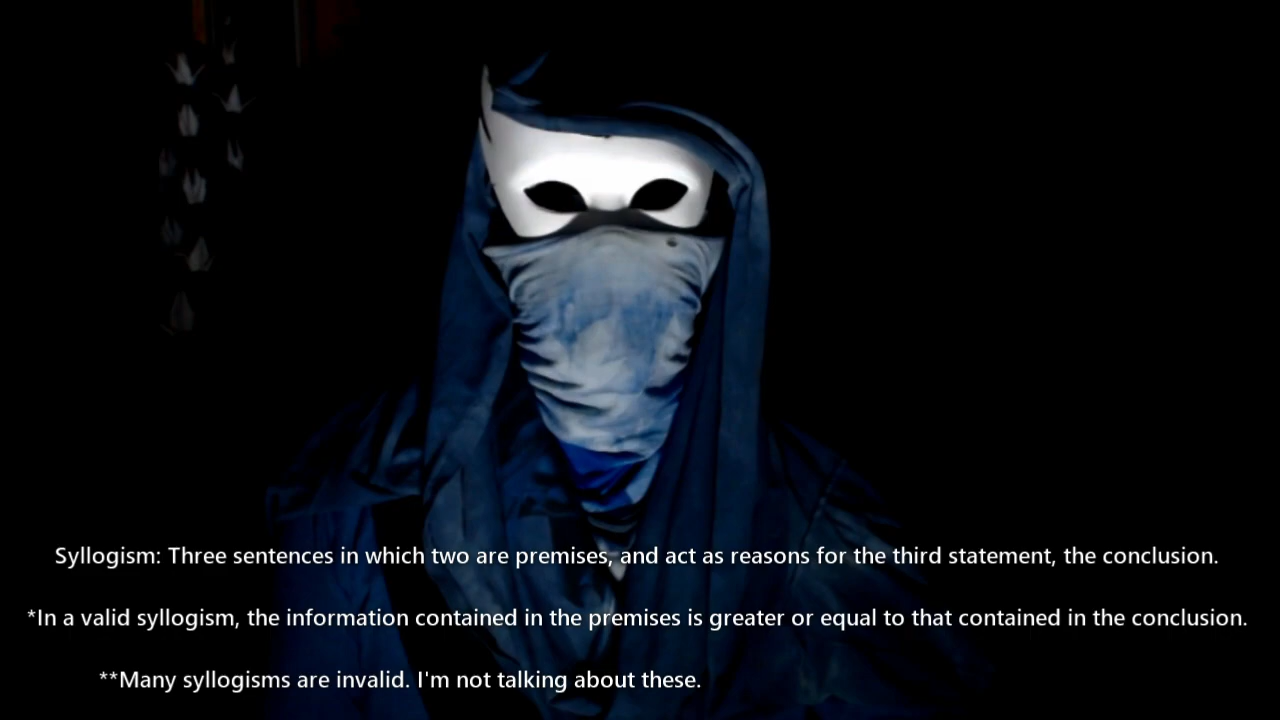 Syllogism: Three sentences in which two are premises, and act as reasons for the third statement, the conclusion.
*In a valid syllogism, the information contained in the premises is greater or equal to that contained in the conclusion.
**Many syllogisms are invalid. I'm not talking about these.